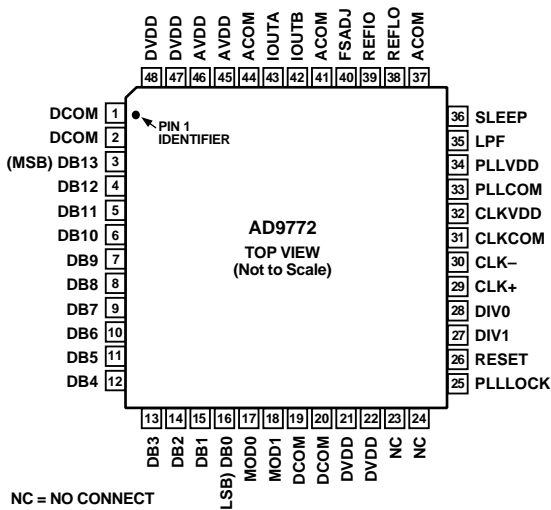 DVDD
DVDD
AVDD
AVDD
ACOM
IOUTA
IOUTB
ACOM
FSADJ
REFIO
REFLO
ACOM
48 47 46 45 44 43 42 41 40 39 38 37
DCOM 1
DCOM 2
(MSB) DB13 3
DB12 4
DB11 5
DB10 6
DB9 7
DB8 8
DB7 9
DB6 10
DB5 11
DB4 12
PIN 1
IDENTIFIER
AD9772
TOP VIEW
(Not to Scale)
36 SLEEP
35 LPF
34 PLLVDD
33 PLLCOM
32 CLKVDD
31 CLKCOM
30 CLK–
29 CLK+
28 DIV0
27 DIV1
26 RESET
25 PLLLOCK
13 14 15 16 17 18 19 20 21 22 23 24
DB3
DB2
DB1
LSB) DB0
MOD0
MOD1
DCOM
DCOM
DVDD
DVDD
NC
NC
NC = NO CONNECT